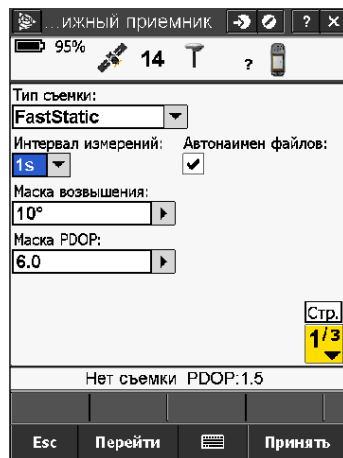 ...ижный приемник ? ×
95% 14 ?
Тип съемки:
FastStatic
Интервал измерений: Автонаимен файлов:
1s
Маска возвышения:
10°
Маска PDOP:
6.0
Стр.
1/3
Нет съемки PDOP:1.5
Esc Перейти Принять